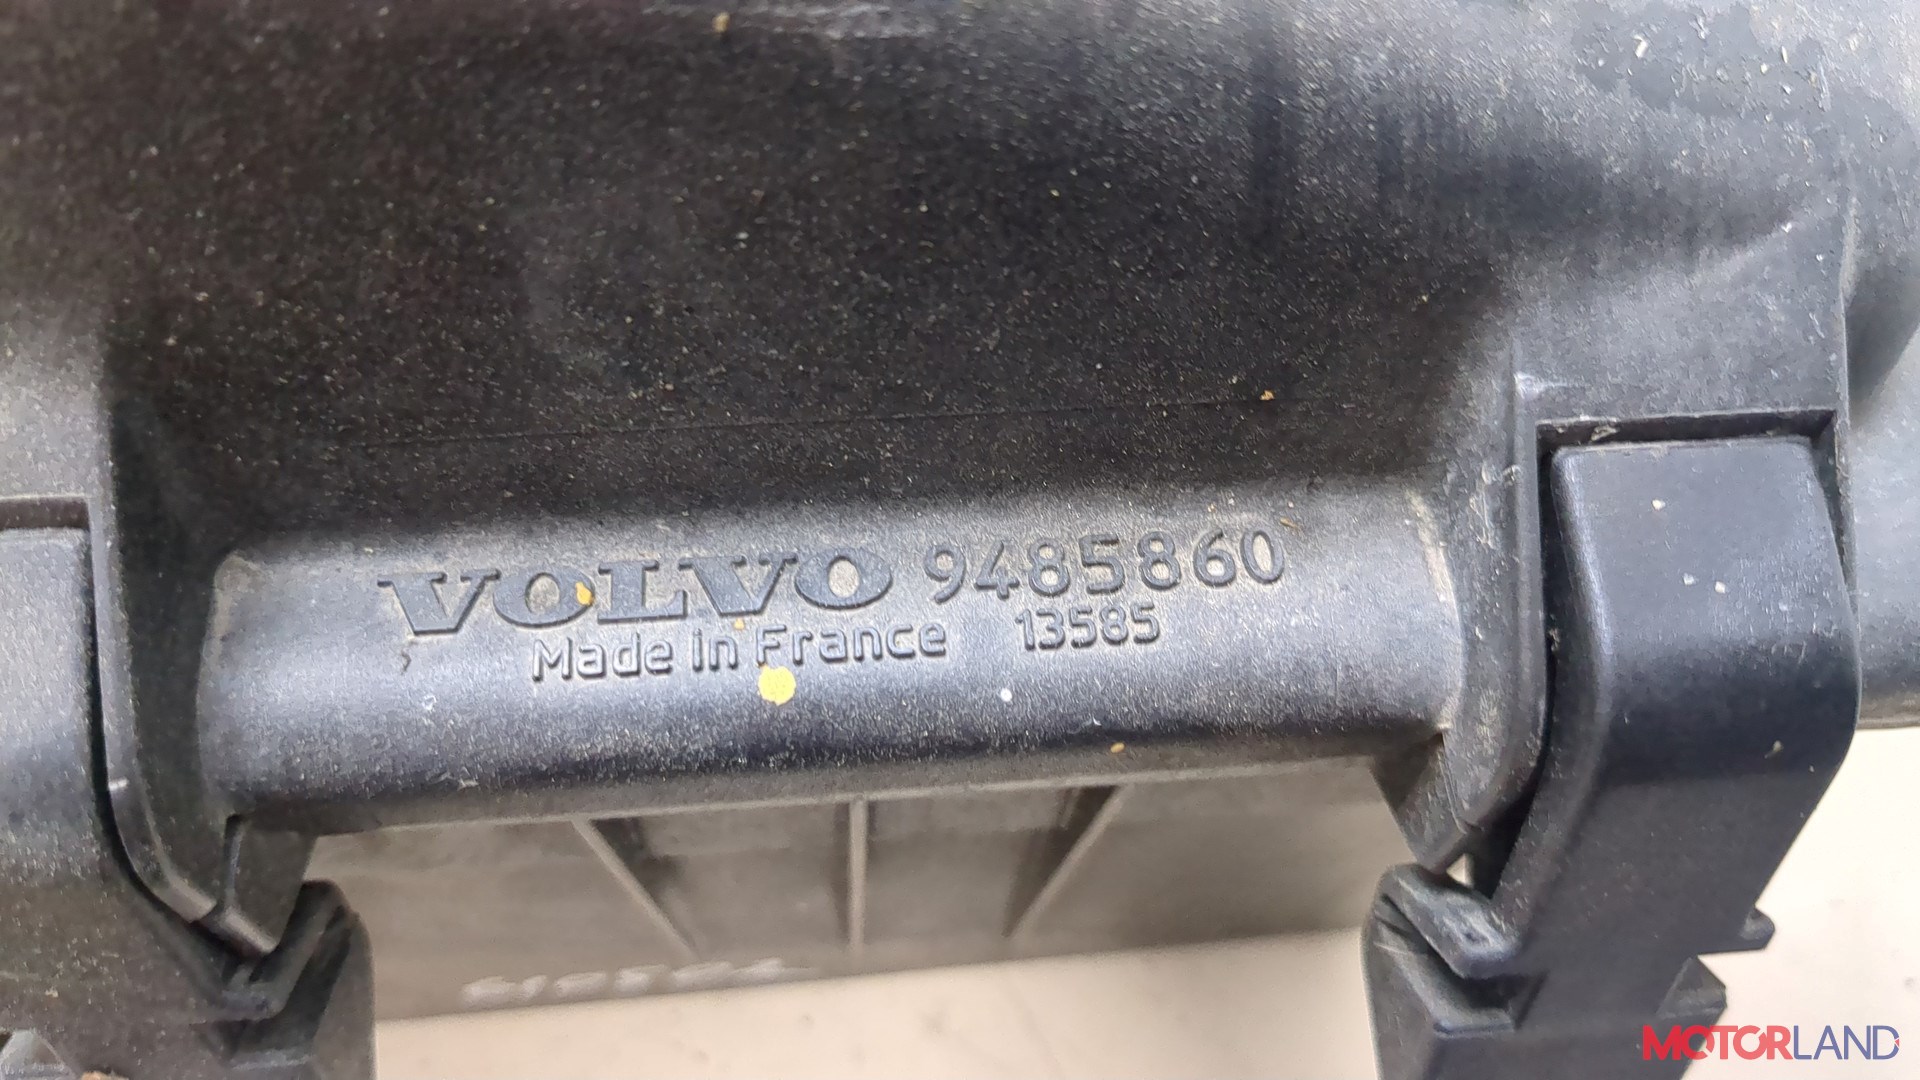 VOLVO 9485860
Made in France 13585
MOTORLAND